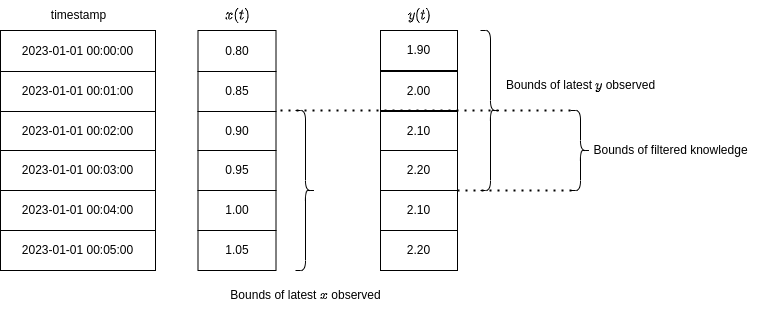 timestamp x(t) y(t)
2023-01-01 00:00:00 0.80 1.90
Bounds of latest y observed
2023-01-01 00:01:00 0.85 2.00
2023-01-01 00:02:00 0.90 2.10
Bounds of filtered knowledge
2023-01-01 00:03:00 0.95 2.20
2023-01-01 00:04:00 1.00 2.10
2023-01-01 00:05:00 1.05 2.20
Bounds of latest x observed